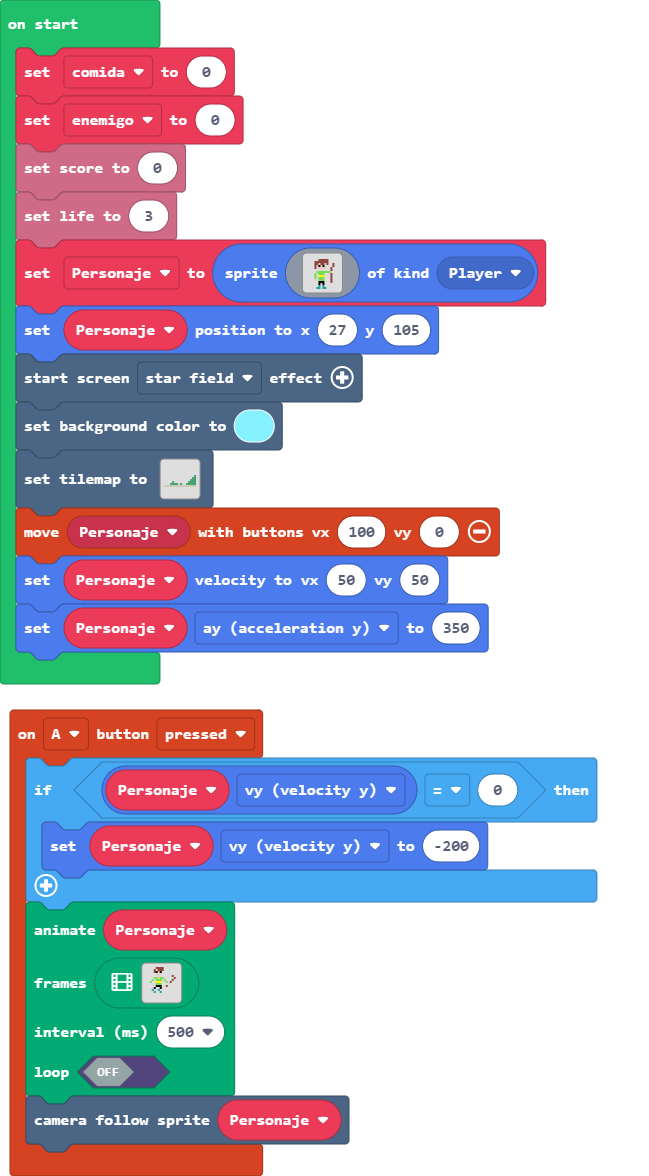 on start
set comida to 0
set enemigo to 0
set score to 0
set life to 3
set Personaje to sprite of kind Player
set Personaje position to x 27 y 105
start screen star field effect
set background color to
set tilemap to
move Personaje with buttons vx 100 vy 0
set Personaje velocity to vx 50 vy 50
set Personaje ay (acceleration y) to 350
on A button pressed
if Personaje vy (velocity y) = 0 then
set Personaje vy (velocity y) to -200
animate Personaje
frames
interval (ms) 500
loop OFF
camera follow sprite Personaje